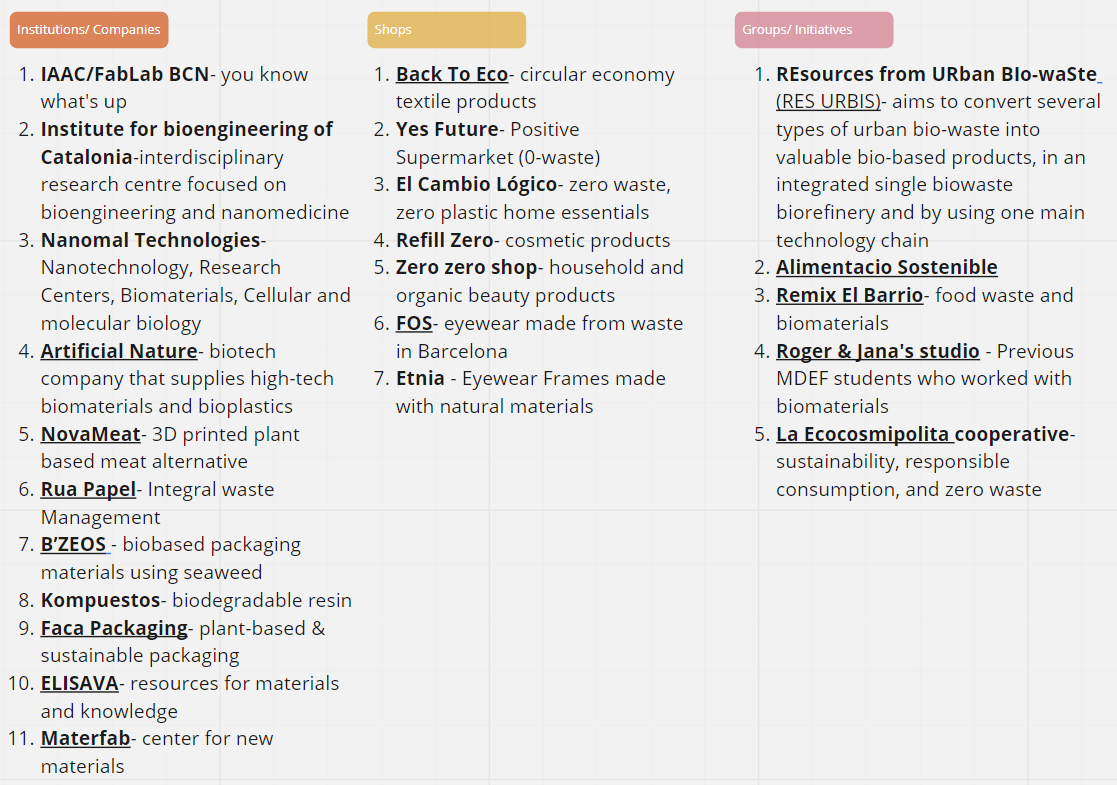 Institutions/ Companies
1. IAAC/FabLab BCN- you know
what's up
2. Institute for bioengineering of
Catalonia-interdisciplinary
research centre focused on
bioengineering and nanomedicine
3. Nanomal Technologies-
Nanotechnology, Research
Centers, Biomaterials, Cellular and
molecular biology
4. Artificial Nature- biotech
company that supplies high-tech
biomaterials and bioplastics
5. NovaMeat- 3D printed plant
based meat alternative
6. Rua Papel- Integral waste
Management
7. B’ZEOS - biobased packaging
materials using seaweed
8. Kompuestos- biodegradable resin
9. Faca Packaging- plant-based &
sustainable packaging
10. ELISAVA- resources for materials
and knowledge
11. Materfab- center for new
materials
Shops
1. Back To Eco- circular economy
textile products
2. Yes Future- Positive
Supermarket (0-waste)
3. El Cambio Lógico- zero waste,
zero plastic home essentials
4. Refill Zero- cosmetic products
5. Zero zero shop- household and
organic beauty products
6. FOS- eyewear made from waste
in Barcelona
7. Etnia - Eyewear Frames made
with natural materials
Groups/ Initiatives
1. REsources from URban BIo-waSte
(RES URBIS)- aims to convert several
types of urban bio-waste into
valuable bio-based products, in an
integrated single biowaste
biorefinery and by using one main
technology chain
2. Alimentacio Sostenible
3. Remix El Barrio- food waste and
biomaterials
4. Roger & Jana's studio - Previous
MDEF students who worked with
biomaterials
5. La Ecocosmipolita cooperative-
sustainability, responsible
consumption, and zero waste